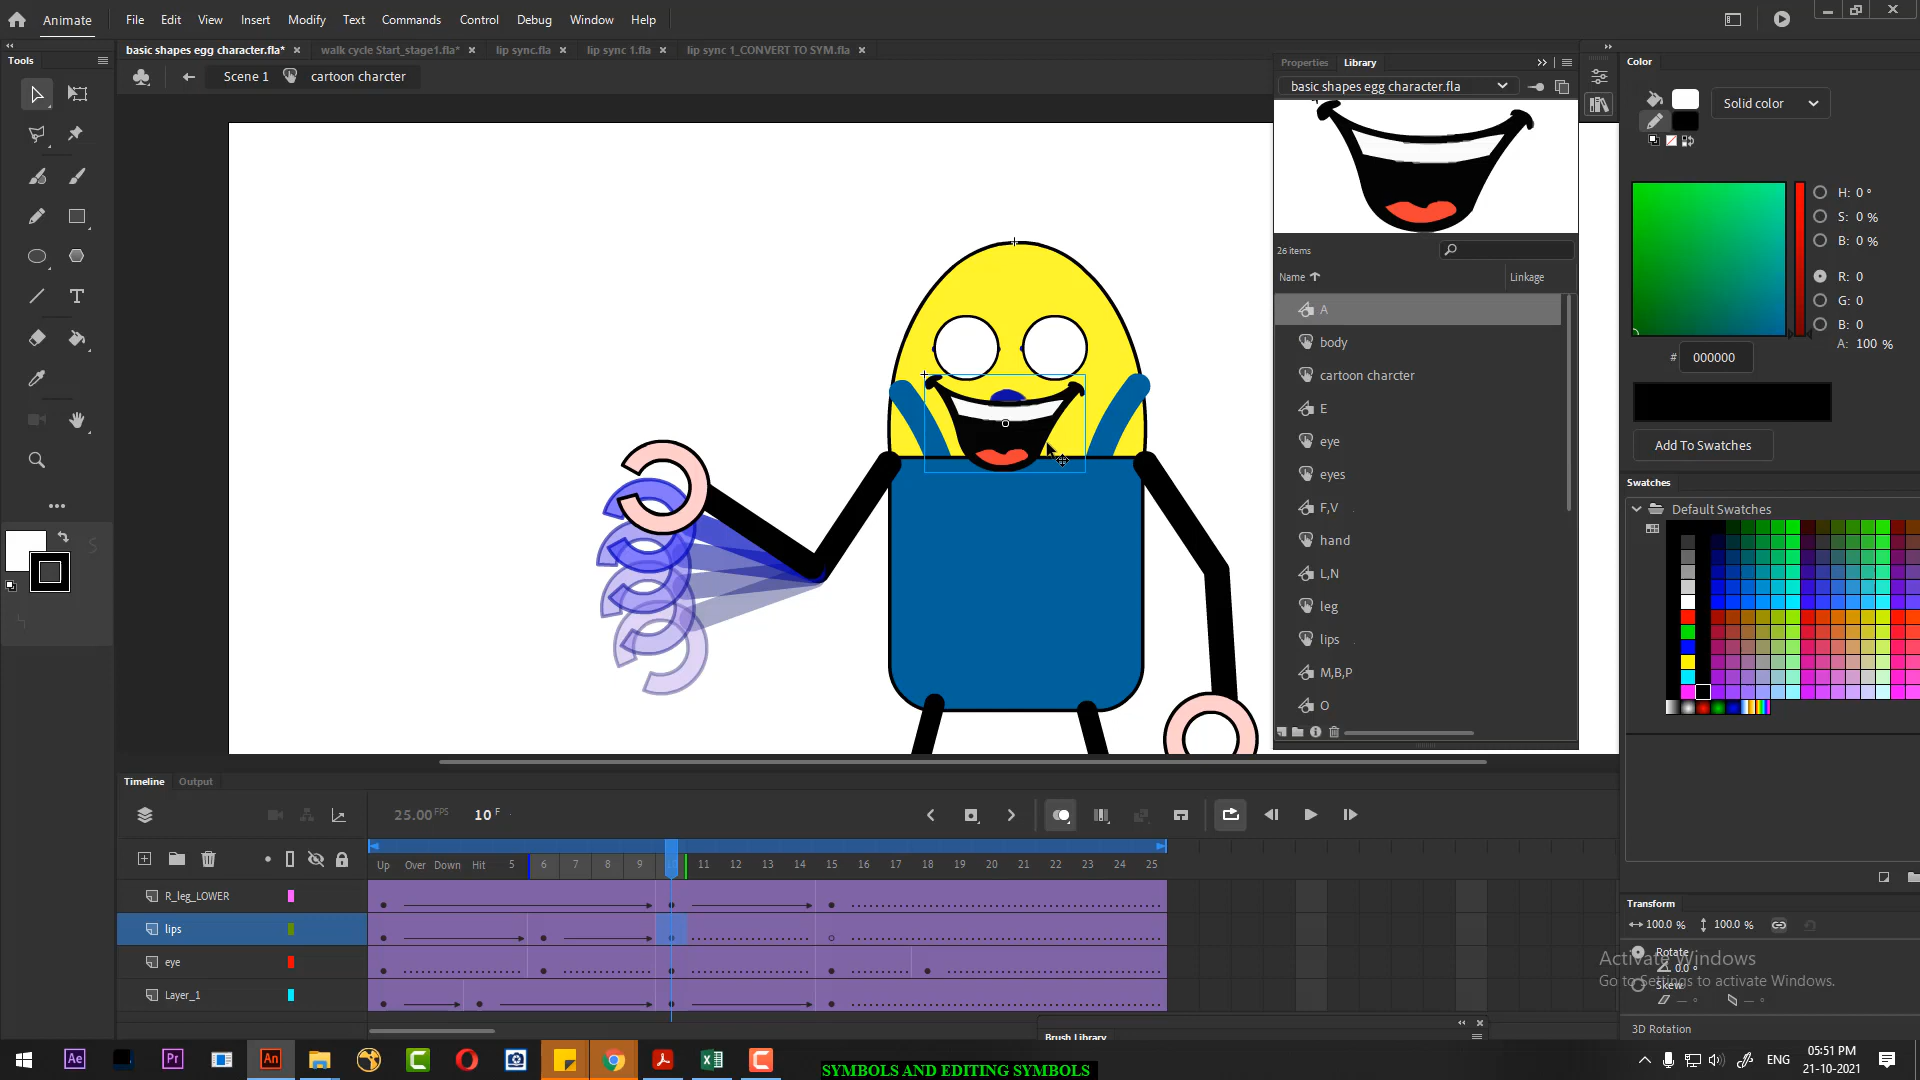 Animate File Edit View Insert Modify Text Commands Control Debug Window Help
basic shapes egg character.fla* walk cycle Start_stage1.fla* lip sync.fla lip sync 1.fla lip sync 1_CONVERT TO SYM.fla
Tools
Scene 1 cartoon charcter
Properties Library
basic shapes egg character.fla
26 items
Name Linkage
A
body
cartoon charcter
E
eye
eyes
F,V
hand
L,N
leg
lips
M,B,P
O
Color
Solid color
H: 0 °
S: 0 %
B: 0 %
R: 0
G: 0
B: 0
A: 100 %
# 000000
Add To Swatches
Swatches
Default Swatches
Transform
100.0 % 100.0 %
Rotate
0.0 °
Skew
3D Rotation
Activate Windows
Go to Settings to activate Windows.
Timeline Output
25.00 FPS 10 F
Up Over Down Hit 5 6 7 8 9 11 12 13 14 15 16 17 18 19 20 21 22 23 24 25
R_leg_LOWER
lips
eye
Layer_1
Brush Library
Ae Pr An
SYMBOLS AND EDITING SYMBOLS
ENG
05:51 PM
21-10-2021